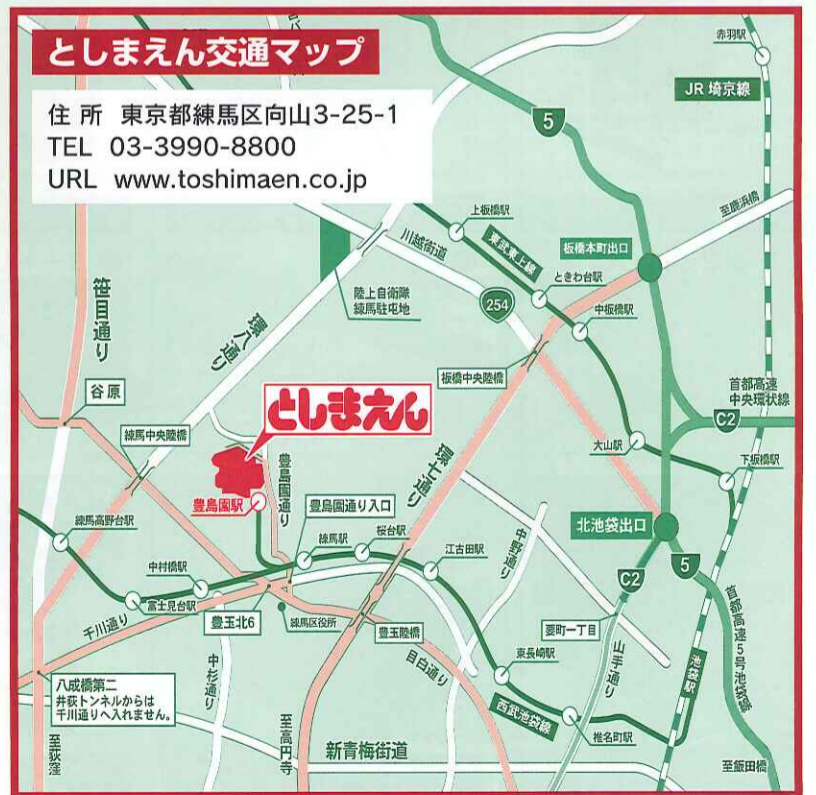 としまえん交通マップ
住 所 東京都練馬区向山3-25-1
TEL 03-3990-8800
URL www.toshimaen.co.jp
赤羽駅
JR 埼京線
5
至鹿浜橋
上板橋駅
川越街道
東武東上線
板橋本町出口
ときわ台駅
254
中板橋駅
陸上自衛隊
練馬駐屯地
笹目通り
環八通り
板橋中央陸橋
首都高速
中央環状線
C2
谷原
としまえん
練馬中央陸橋
大山駅
下板橋駅
環七通り
豊島園通り
豊島園駅
豊島園通り入口
北池袋出口
練馬高野台駅
練馬駅
桜台駅
江古田駅
中野通り
中村橋駅
富士見台駅
C2
5
千川通り
豊玉北6
練馬区役所
豊玉陸橋
要町一丁目
首都高速5号池袋線
目白通り
東長崎駅
山手通り
池袋駅
中杉通り
八成橋第二
井荻トンネルからは
千川通りへ入れません。
西武池袋線
椎名町駅
至荻窪
至高円寺
新青梅街道
至飯田橋